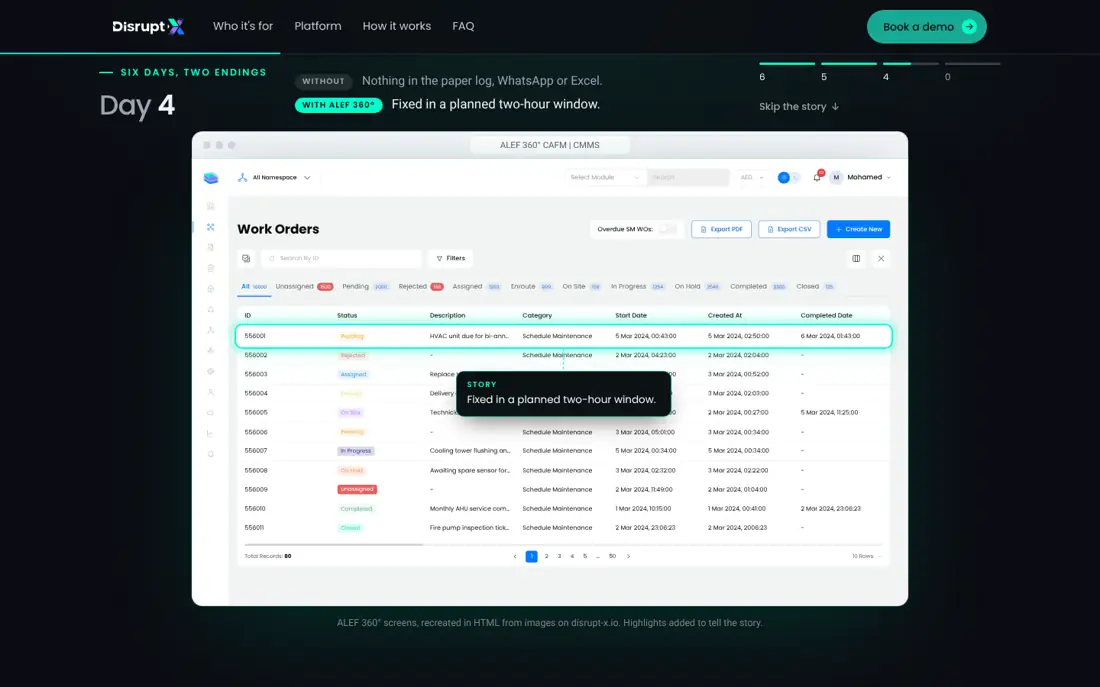 Disrupt X
Who it's for
Platform
How it works
FAQ
Book a demo
SIX DAYS, TWO ENDINGS
Day 4
WITHOUT Nothing in the paper log, WhatsApp or Excel.
WITH ALEF 360° Fixed in a planned two-hour window.
6 5 4 0
Skip the story ↓
ALEF 360° CAFM | CMMS
All Namespace
Select Module
Search
AED
M Mohamed
Work Orders
Overdue SM WOs:
Export PDF
Export CSV
+ Create New
Search By ID
Filters
All Unassigned Pending Rejected Assigned Enroute On Site In Progress On Hold Completed Closed
ID Status Description Category Start Date Created At Completed Date
556001 Pending HVAC unit due for bi-ann... Schedule Maintenance 5 Mar 2024, 00:43:00 5 Mar 2024, 02:50:00 6 Mar 2024, 01:43:00
556002 Rejected - Schedule Maintenance 2 Mar 2024, 04:23:00 2 Mar 2024, 02:04:00 -
556003 Assigned Replace 3 Mar 2024, 00:52:00 -
556004 Delivery 3 Mar 2024, 02:03:00 -
556005 On Site 2 Mar 2024, 00:27:00 5 Mar 2024, 11:25:00
STORY
Fixed in a planned two-hour window.
556006 Pending - Schedule Maintenance 3 Mar 2024, 05:01:00 3 Mar 2024, 00:34:00 -
556007 In Progress Cooling tower flushing an... Schedule Maintenance 5 Mar 2024, 00:34:00 5 Mar 2024, 00:34:00 -
556008 On Hold Awaiting spare sensor for... Schedule Maintenance 3 Mar 2024, 02:32:00 3 Mar 2024, 02:22:00 -
556009 Unassigned - Schedule Maintenance 2 Mar 2024, 11:49:00 2 Mar 2024, 01:04:00 -
556010 Completed Monthly AHU service com... Schedule Maintenance 1 Mar 2024, 10:15:00 1 Mar 2024, 00:41:00 2 Mar 2024, 23:06:23
556011 Closed Fire pump inspection tick... Schedule Maintenance 2 Mar 2024, 23:06:23 2 Mar 2024, 2006:23 -
Total Records: 80
‹ 1 2 3 4 5 ... 50 ›
10 Rows
ALEF 360° screens, recreated in HTML from images on disrupt-x.io. Highlights added to tell the story.